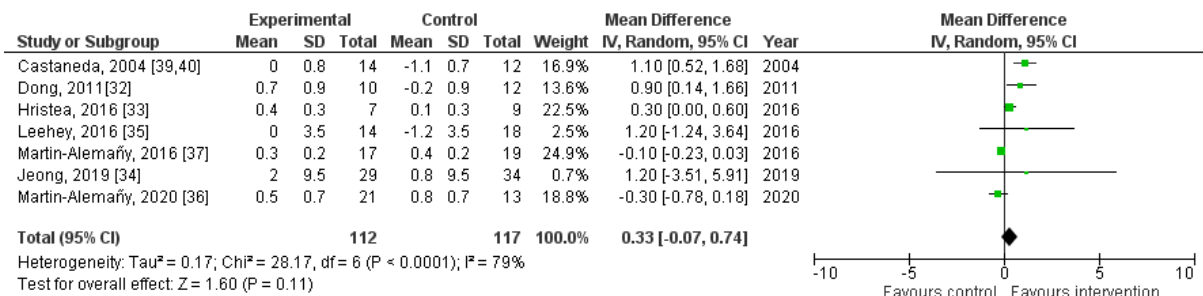 Experimental Control Mean Difference Mean Difference
Study or Subgroup Mean SD Total Mean SD Total Weight IV, Random, 95% CI Year IV, Random, 95% CI
Castaneda, 2004 [39,40] 0 0.8 14 -1.1 0.7 12 16.9% 1.10 [0.52, 1.68] 2004
Dong, 2011[32] 0.7 0.9 10 -0.2 0.9 12 13.6% 0.90 [0.14, 1.66] 2011
Hristea, 2016 [33] 0.4 0.3 7 0.1 0.3 9 22.5% 0.30 [0.00, 0.60] 2016
Leehey, 2016 [35] 0 3.5 14 -1.2 3.5 18 2.5% 1.20 [-1.24, 3.64] 2016
Martin-Alemañy, 2016 [37] 0.3 0.2 17 0.4 0.2 19 24.9% -0.10 [-0.23, 0.03] 2016
Jeong, 2019 [34] 2 9.5 29 0.8 9.5 34 0.7% 1.20 [-3.51, 5.91] 2019
Martin-Alemañy, 2020 [36] 0.5 0.7 21 0.8 0.7 13 18.8% -0.30 [-0.78, 0.18] 2020
Total (95% CI) 112 117 100.0% 0.33 [-0.07, 0.74]
Heterogeneity: Tau² = 0.17; Chi² = 28.17, df = 6 (P < 0.0001); I² = 79%
Test for overall effect: Z = 1.60 (P = 0.11)
-10 -5 0 5 10
Favours control Favours intervention